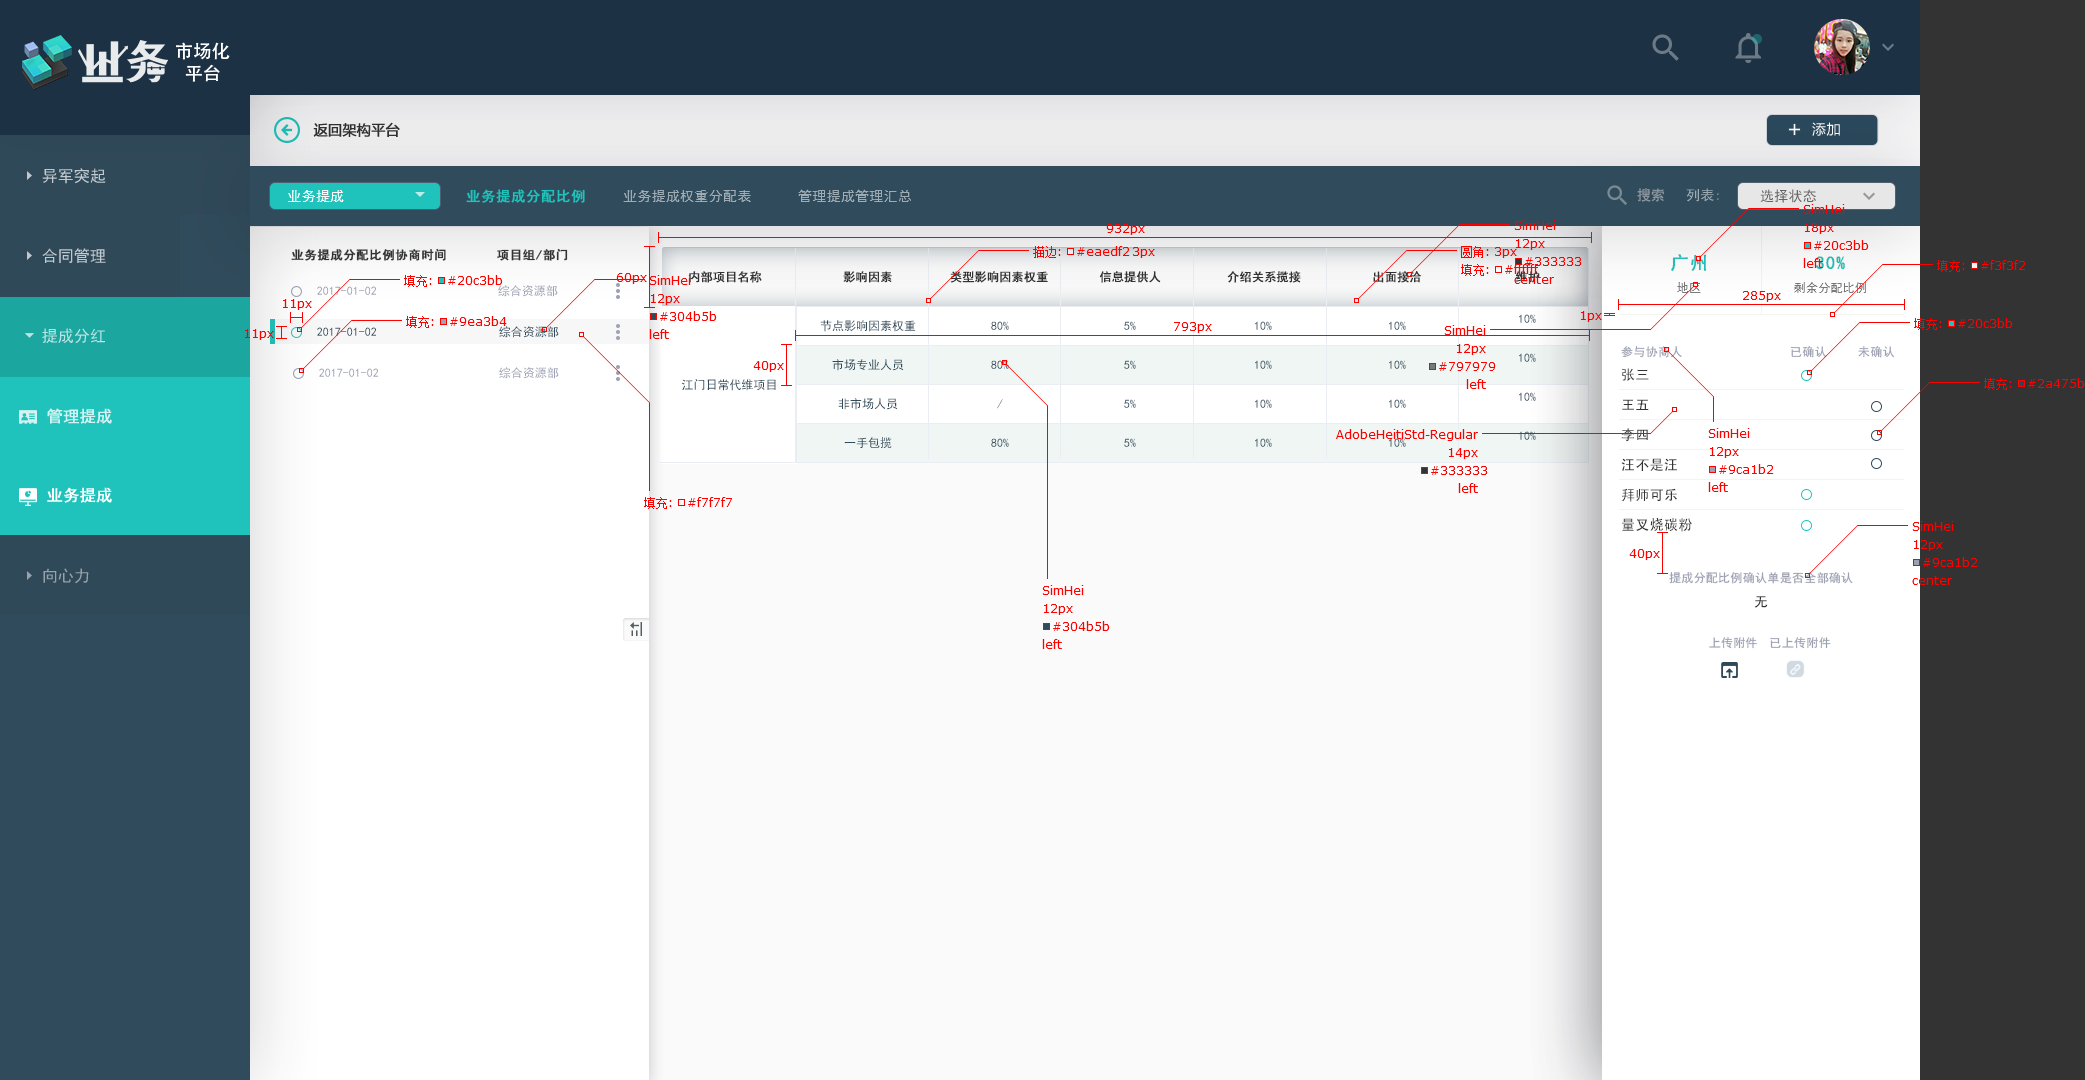 业务 市场化
平台
返回架构平台
+ 添加
异军突起
合同管理
提成分红
管理提成
业务提成
向心力
业务提成
业务提成分配比例
业务提成权重分配表
管理提成管理汇总
搜索
列表:
选择状态
业务提成分配比例协商时间
项目组/部门
2017-01-02
综合资源部
2017-01-02
综合资源部
2017-01-02
综合资源部
填充: #20c3bb
11px
11px
填充: #9ea3b4
60px
SimHei
12px
#304b5b
left
填充: #f7f7f7
932px
描边: #eaedf2 3px
圆角: 3px
填充: #ffffff
SimHei
12px
#333333
center
内部项目名称
影响因素
类型影响因素权重
信息提供人
介绍关系揽接
出面接洽
维护
793px
节点影响因素权重
80%
5%
10%
10%
10%
40px
江门日常代维项目
市场专业人员
80%
5%
10%
10%
10%
非市场人员
/
5%
10%
10%
10%
一手包揽
80%
5%
10%
10%
10%
SimHei
12px
#797979
left
AdobeHeitiStd-Regular
14px
#333333
left
SimHei
12px
#304b5b
left
SimHei
18px
#20c3bb
left
广州
地区
80%
剩余分配比例
填充: #f3f3f2
285px
1px
填充: #20c3bb
参与协商人
已确认
未确认
张三
王五
李四
汪不是汪
拜师可乐
量叉烧碳粉
填充: #2a475b
SimHei
12px
#9ca1b2
left
40px
SimHei
12px
#9ca1b2
center
提成分配比例确认单是否全部确认
无
上传附件
已上传附件